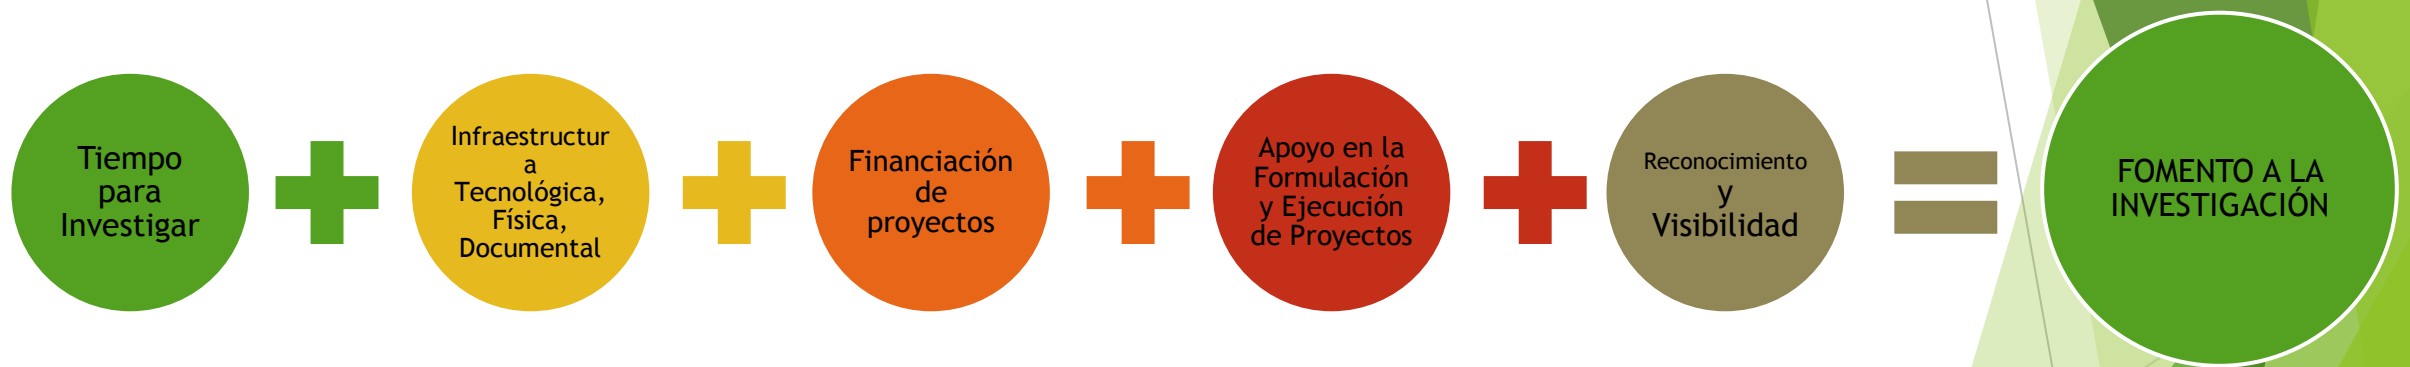 Tiempo
para
Investigar
Infraestructur
a
Tecnológica,
Física,
Documental
Financiación
de
proyectos
Apoyo en la
Formulación
y Ejecución
de Proyectos
Reconocimiento
y
Visibilidad
FOMENTO A LA
INVESTIGACIÓN